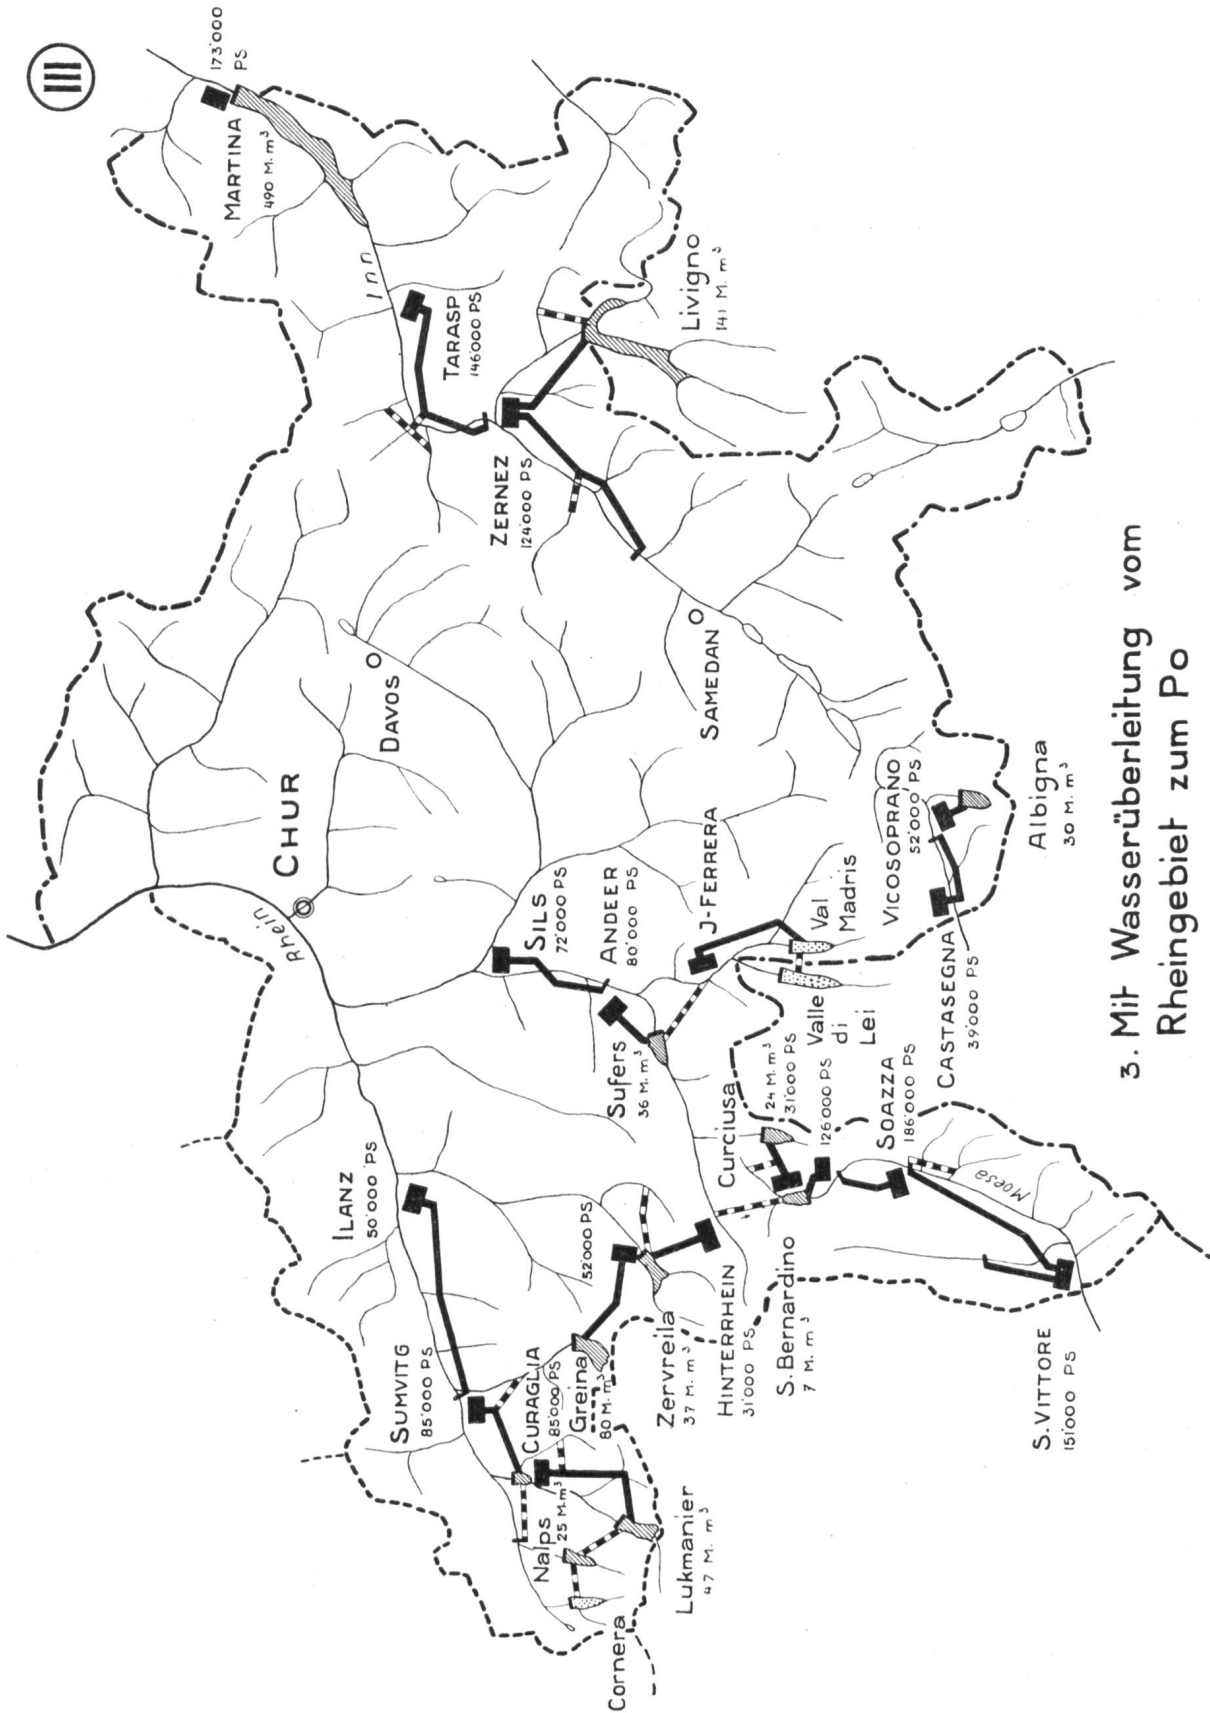 III
173'000
PS
MARTINA
490 M. m³
Inn
TARASP
146'000 PS
Livigno
141 M. m³
ZERNEZ
124'000 PS
DAVOS
SAMEDAN
CHUR
Rhein
SILS
72'000 PS
ANDEER
80'000 PS
J-FERRERA
Val
Madris
VICOSOPRANO
52'000 PS
Albigna
30 M. m³
CASTASEGNA
39'000 PS
Valle
di
Lei
Sufers
36 M. m³
Curciusa
24 M. m³
31'000 PS
126'000 PS
SOAZZA
186'000 PS
Moesa
ILANZ
50'000 PS
52'000 PS
SUMVITG
85'000 PS
CURAGLIA
85'000 PS
Greina
80 M. m³
Zervreila
37 M. m³
HINTERRHEIN
31'000 PS
S. Bernardino
7 M. m³
S. VITTORE
151'000 PS
Nalps
25 M. m³
Lukmanier
47 M. m³
Cornera
3. Mit Wasserüberleitung vom
Rheingebiet zum Po